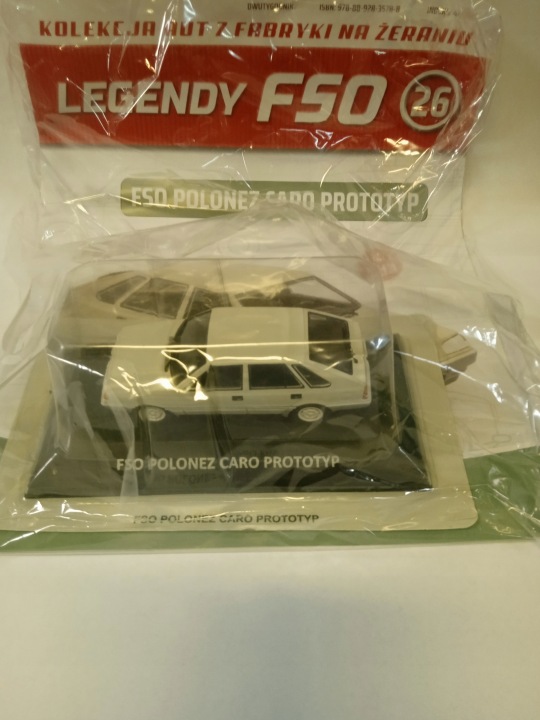 DWUTYGODNIK
KOLEKCJA AUT Z FABRYKI NA ŻERANIU
LEGENDY FSO 26
FSO POLONEZ CARO PROTOTYP
FSO POLONEZ CARO PROTOTYP
FSO POLONEZ CARO PROTOTYP